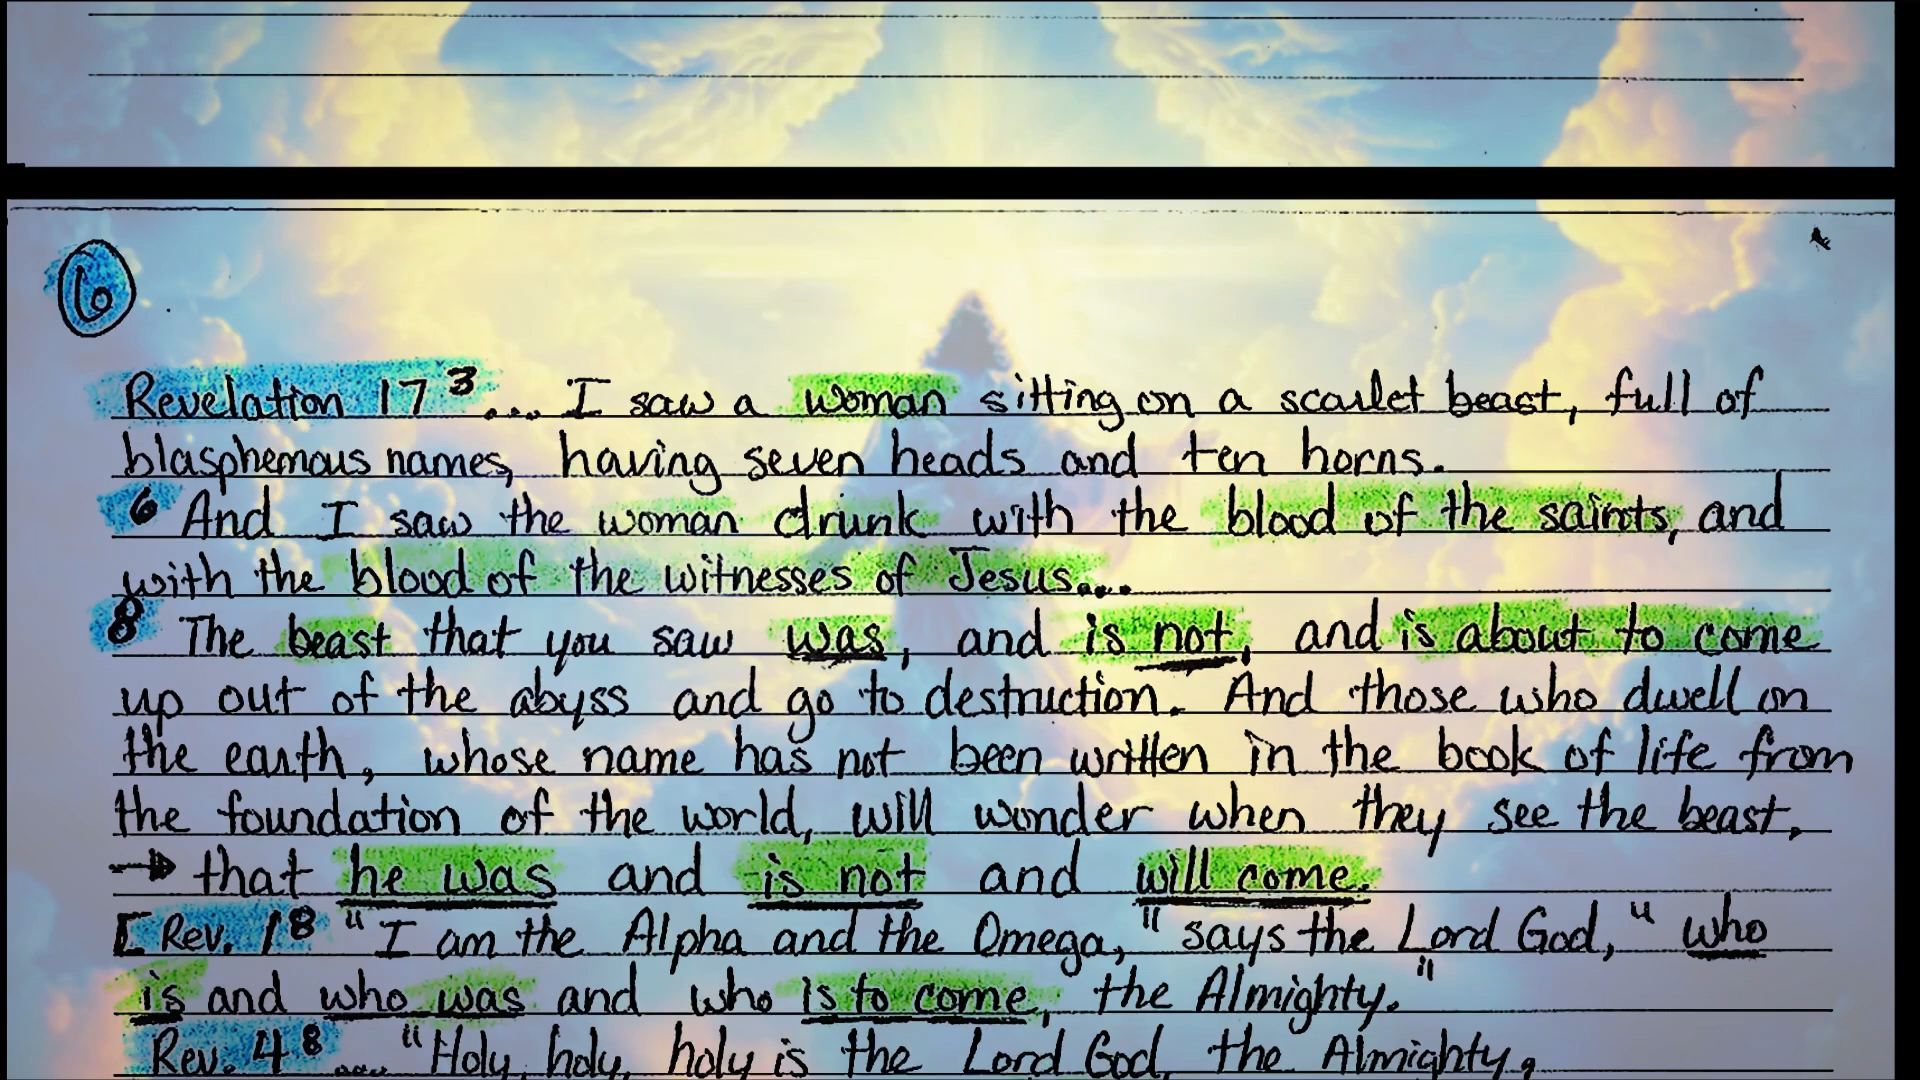 6
Revelation 17 3... I saw a woman sitting on a scarlet beast, full of
blasphemous names, having seven heads and ten horns.
6 And I saw the woman drunk with the blood of the saints, and
with the blood of the witnesses of Jesus...
8 The beast that you saw was, and is not, and is about to come
up out of the abyss and go to destruction. And those who dwell on
the earth, whose name has not been written in the book of life from
the foundation of the world, will wonder when they see the beast,
→ that he was and is not and will come.
[Rev. 1 8 "I am the Alpha and the Omega," says the Lord God, "who
is and who was and who is to come, the Almighty."
Rev. 4 8 .... "Holy, holy, holy is the Lord God, the Almighty,